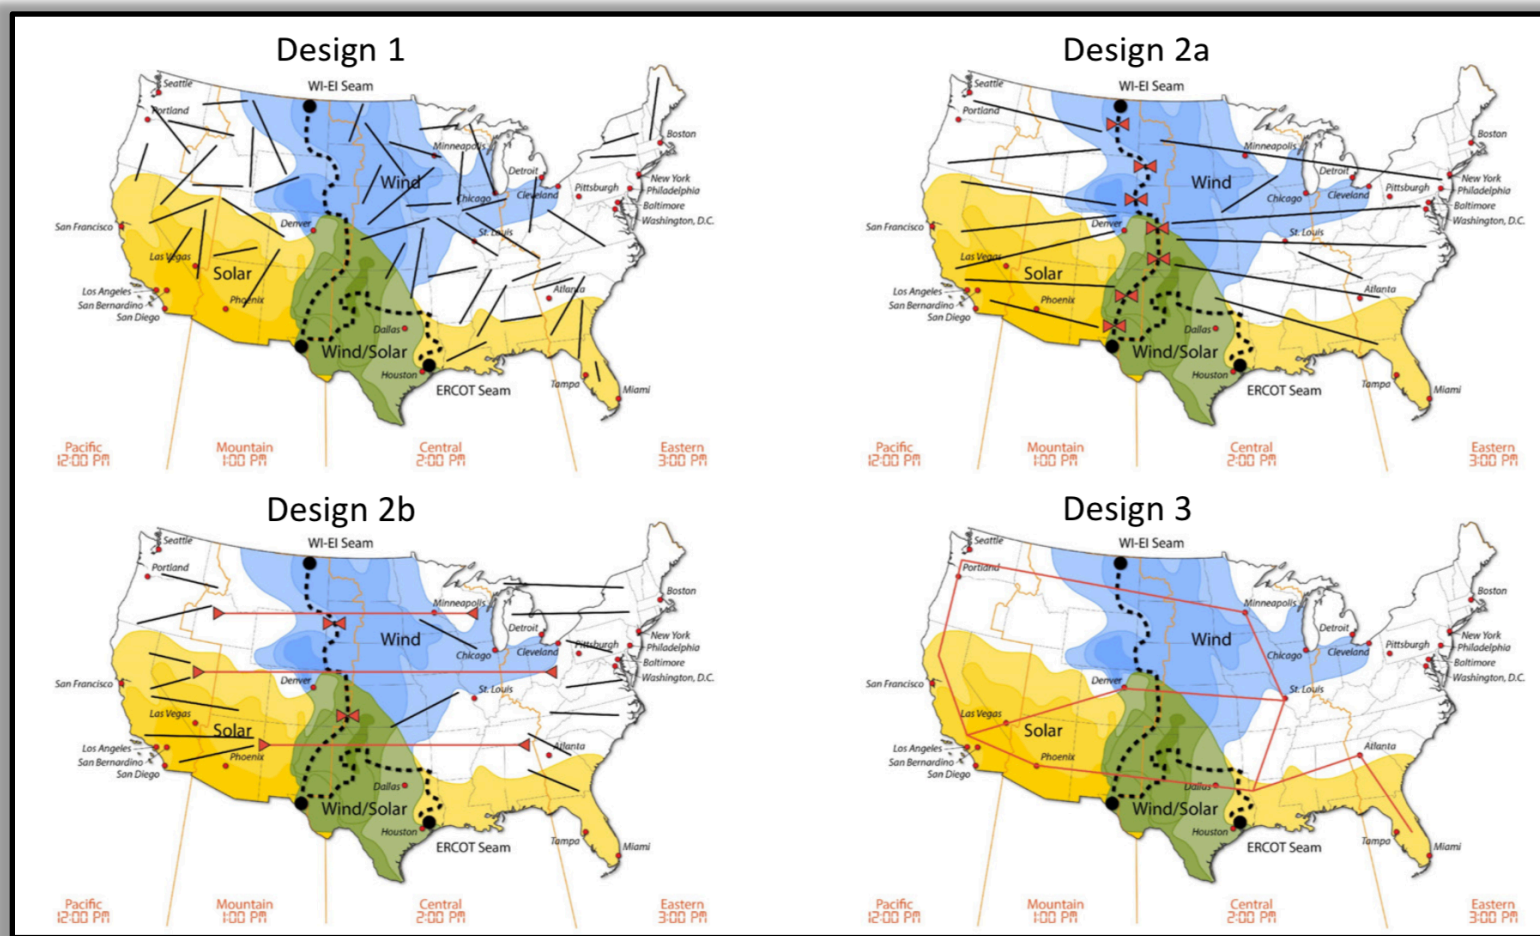 Design 1
WI-EI Seam
Seattle
Portland
Minneapolis
Boston
Wind
Detroit
Chicago
Cleveland
Pittsburgh
New York
Philadelphia
Baltimore
Washington, D.C.
San Francisco
Denver
St. Louis
Las Vegas
Solar
Los Angeles
San Bernardino
San Diego
Phoenix
Atlanta
Dallas
Wind/Solar
Houston
ERCOT Seam
Tampa
Miami
Pacific
12:00 PM
Mountain
1:00 PM
Central
2:00 PM
Eastern
3:00 PM
Design 2a
WI-EI Seam
Seattle
Portland
Minneapolis
Boston
Wind
Detroit
Chicago
Cleveland
Pittsburgh
New York
Philadelphia
Baltimore
Washington, D.C.
San Francisco
Denver
St. Louis
Las Vegas
Solar
Los Angeles
San Bernardino
San Diego
Phoenix
Atlanta
Dallas
Wind/Solar
Houston
ERCOT Seam
Tampa
Miami
Pacific
12:00 PM
Mountain
1:00 PM
Central
2:00 PM
Eastern
3:00 PM
Design 2b
WI-EI Seam
Seattle
Portland
Minneapolis
Boston
Wind
Detroit
Chicago
Cleveland
Pittsburgh
New York
Philadelphia
Baltimore
Washington, D.C.
San Francisco
Denver
St. Louis
Las Vegas
Solar
Los Angeles
San Bernardino
San Diego
Phoenix
Atlanta
Dallas
Wind/Solar
Houston
ERCOT Seam
Tampa
Miami
Pacific
12:00 PM
Mountain
1:00 PM
Central
2:00 PM
Eastern
3:00 PM
Design 3
WI-EI Seam
Seattle
Portland
Minneapolis
Boston
Wind
Detroit
Chicago
Cleveland
Pittsburgh
New York
Philadelphia
Baltimore
Washington, D.C.
San Francisco
Denver
St. Louis
Las Vegas
Solar
Los Angeles
San Bernardino
San Diego
Phoenix
Atlanta
Dallas
Wind/Solar
Houston
ERCOT Seam
Tampa
Miami
Pacific
12:00 PM
Mountain
1:00 PM
Central
2:00 PM
Eastern
3:00 PM